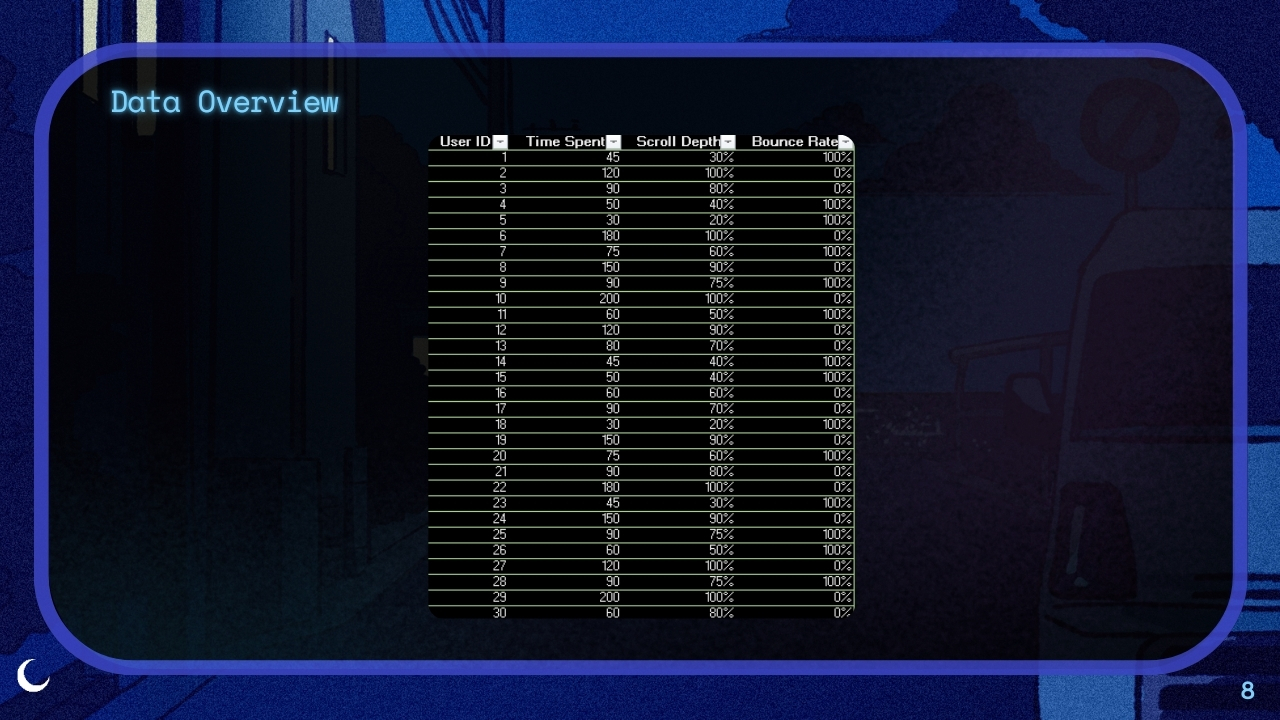 Data Overview
User ID Time Spent Scroll Depth Bounce Rate
1 45 30% 100%
2 120 100% 0%
3 90 80% 0%
4 50 40% 100%
5 30 20% 100%
6 180 100% 0%
7 75 60% 100%
8 150 90% 0%
9 90 75% 100%
10 200 100% 0%
11 60 50% 100%
12 120 90% 0%
13 80 70% 0%
14 45 40% 100%
15 50 40% 100%
16 60 60% 0%
17 90 70% 0%
18 30 20% 100%
19 150 90% 0%
20 75 60% 100%
21 90 80% 0%
22 180 100% 0%
23 45 30% 100%
24 150 90% 0%
25 90 75% 100%
26 60 50% 100%
27 120 100% 0%
28 90 75% 100%
29 200 100% 0%
30 60 80% 0%
8